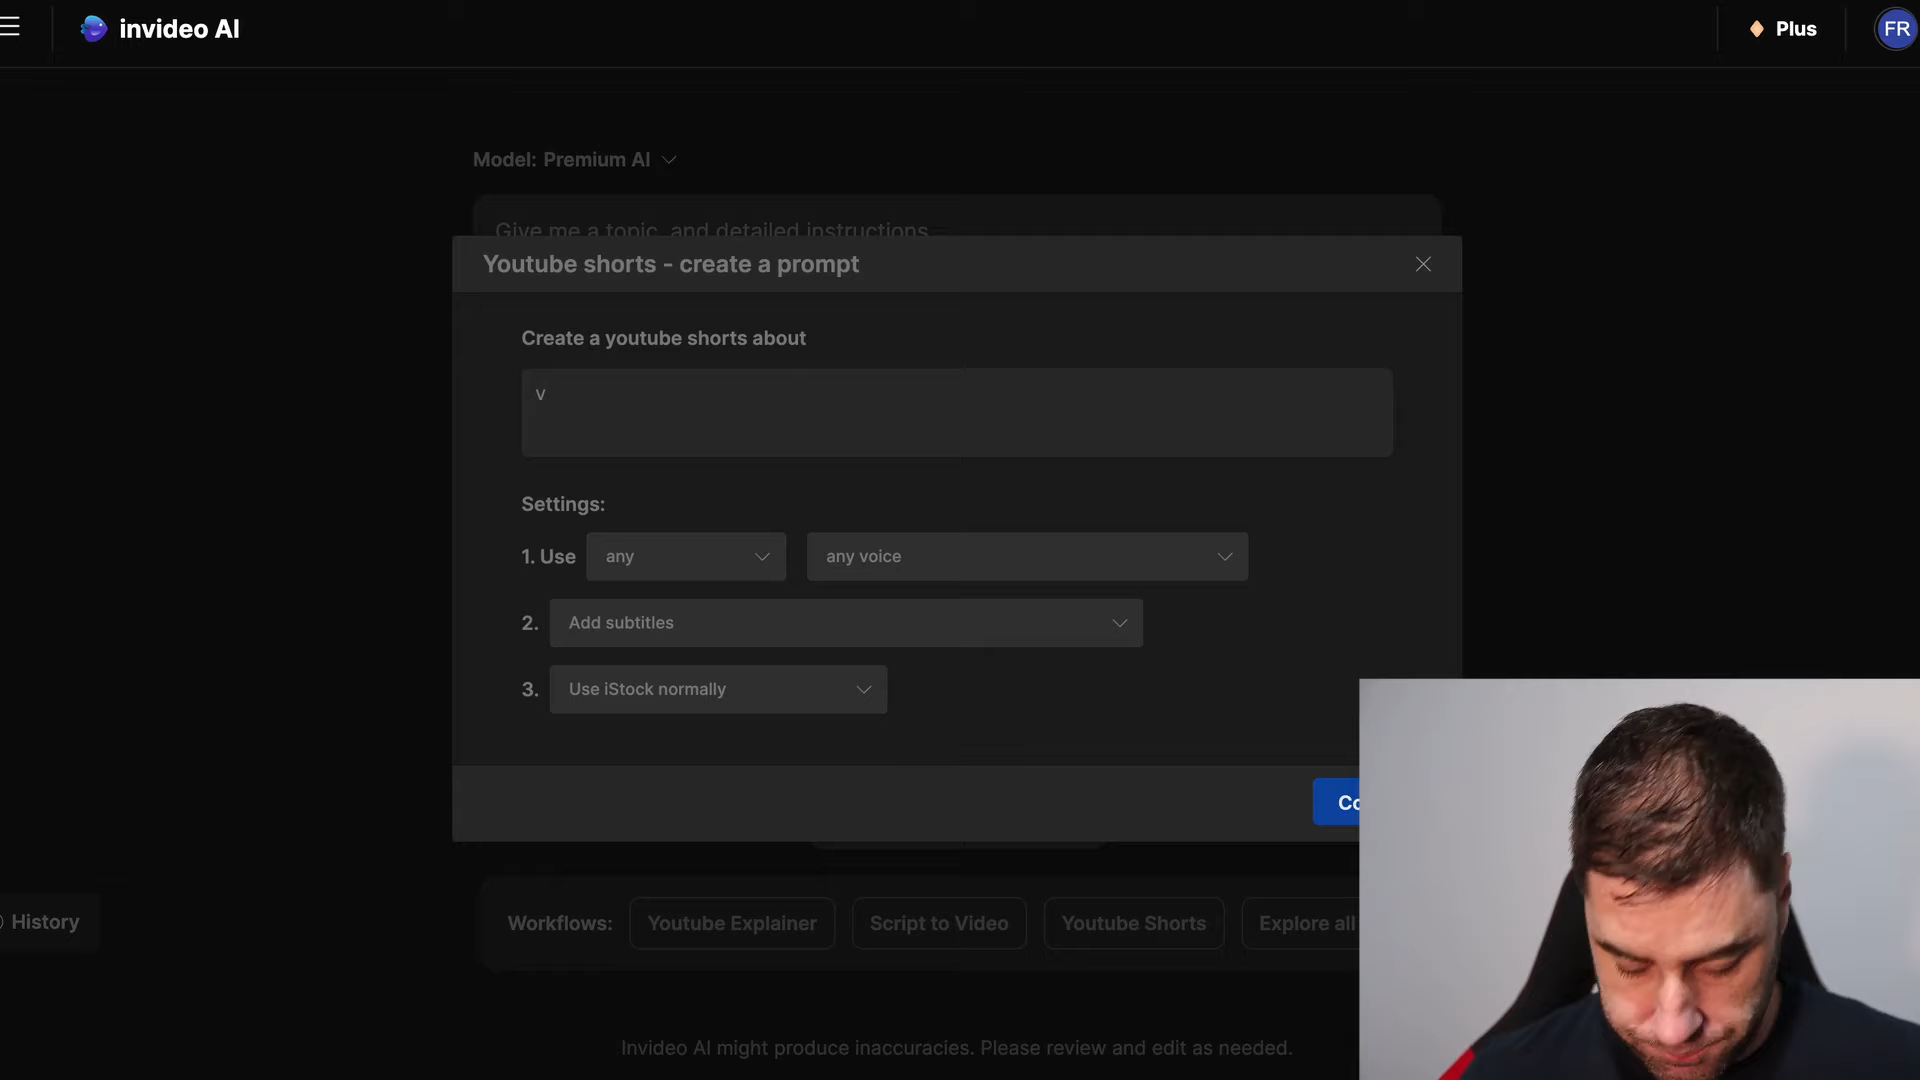 invideo AI
Plus
FR
Model: Premium AI
Give me a topic, and detailed instructions
Youtube shorts - create a prompt
Create a youtube shorts about
v
Settings:
1. Use any any voice
2. Add subtitles
3. Use iStock normally
Co
History
Workflows: Youtube Explainer Script to Video Youtube Shorts Explore all
Invideo AI might produce inaccuracies. Please review and edit as needed.